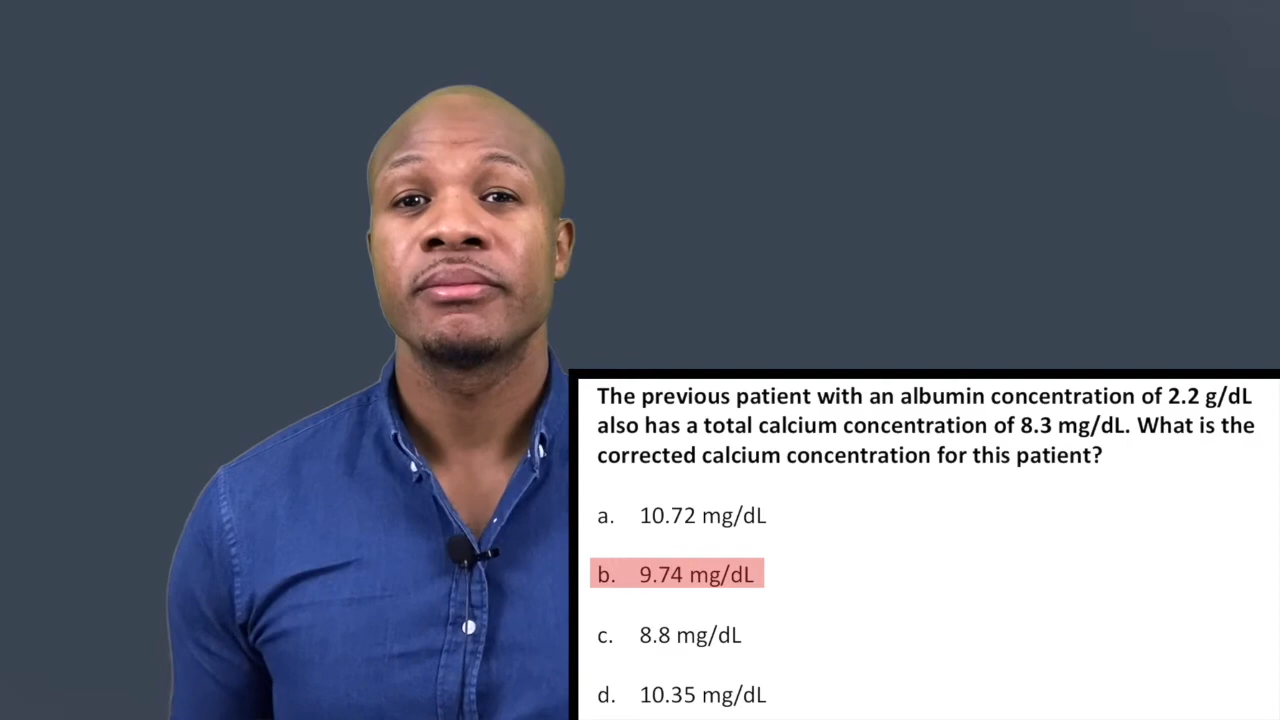 The previous patient with an albumin concentration of 2.2 g/dL
also has a total calcium concentration of 8.3 mg/dL. What is the
corrected calcium concentration for this patient?
a. 10.72 mg/dL
b. 9.74 mg/dL
c. 8.8 mg/dL
d. 10.35 mg/dL